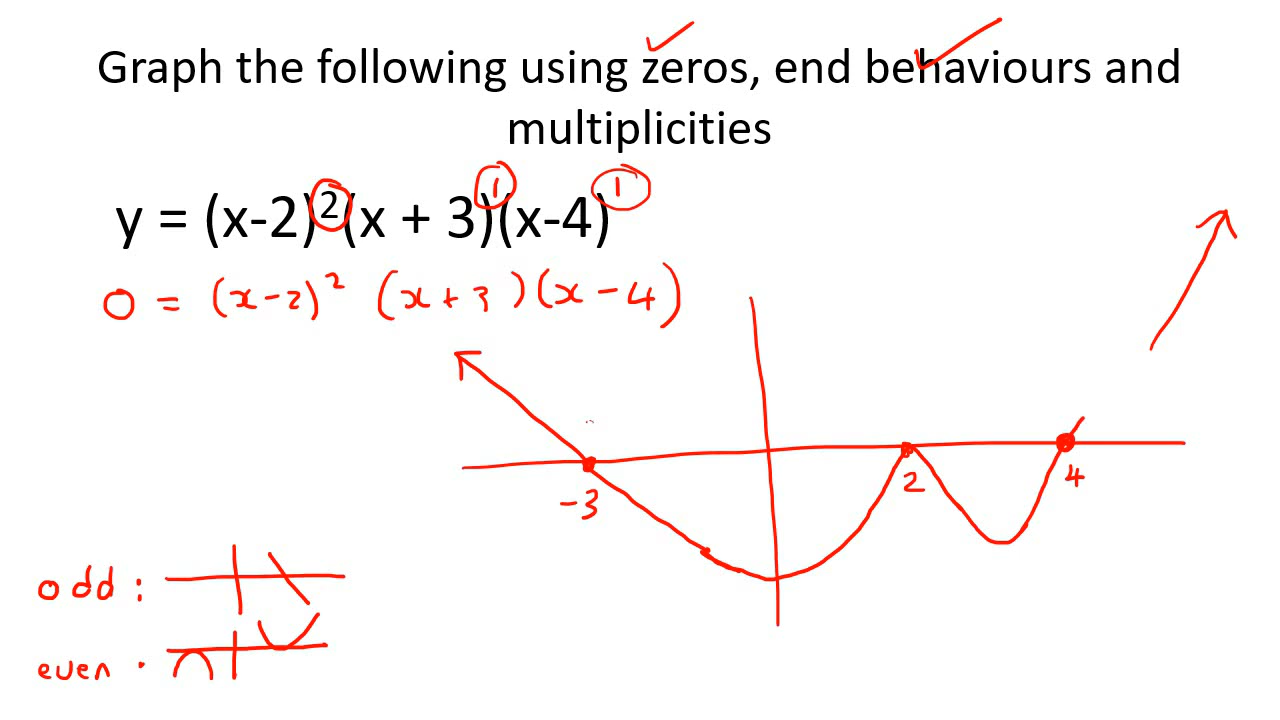 Graph the following using zeros, end behaviours and
multiplicities
y = (x-2)²(x + 3)¹(x-4)¹
0 = (x-2)² (x+3)(x-4)
-3
2
4
odd:
even: